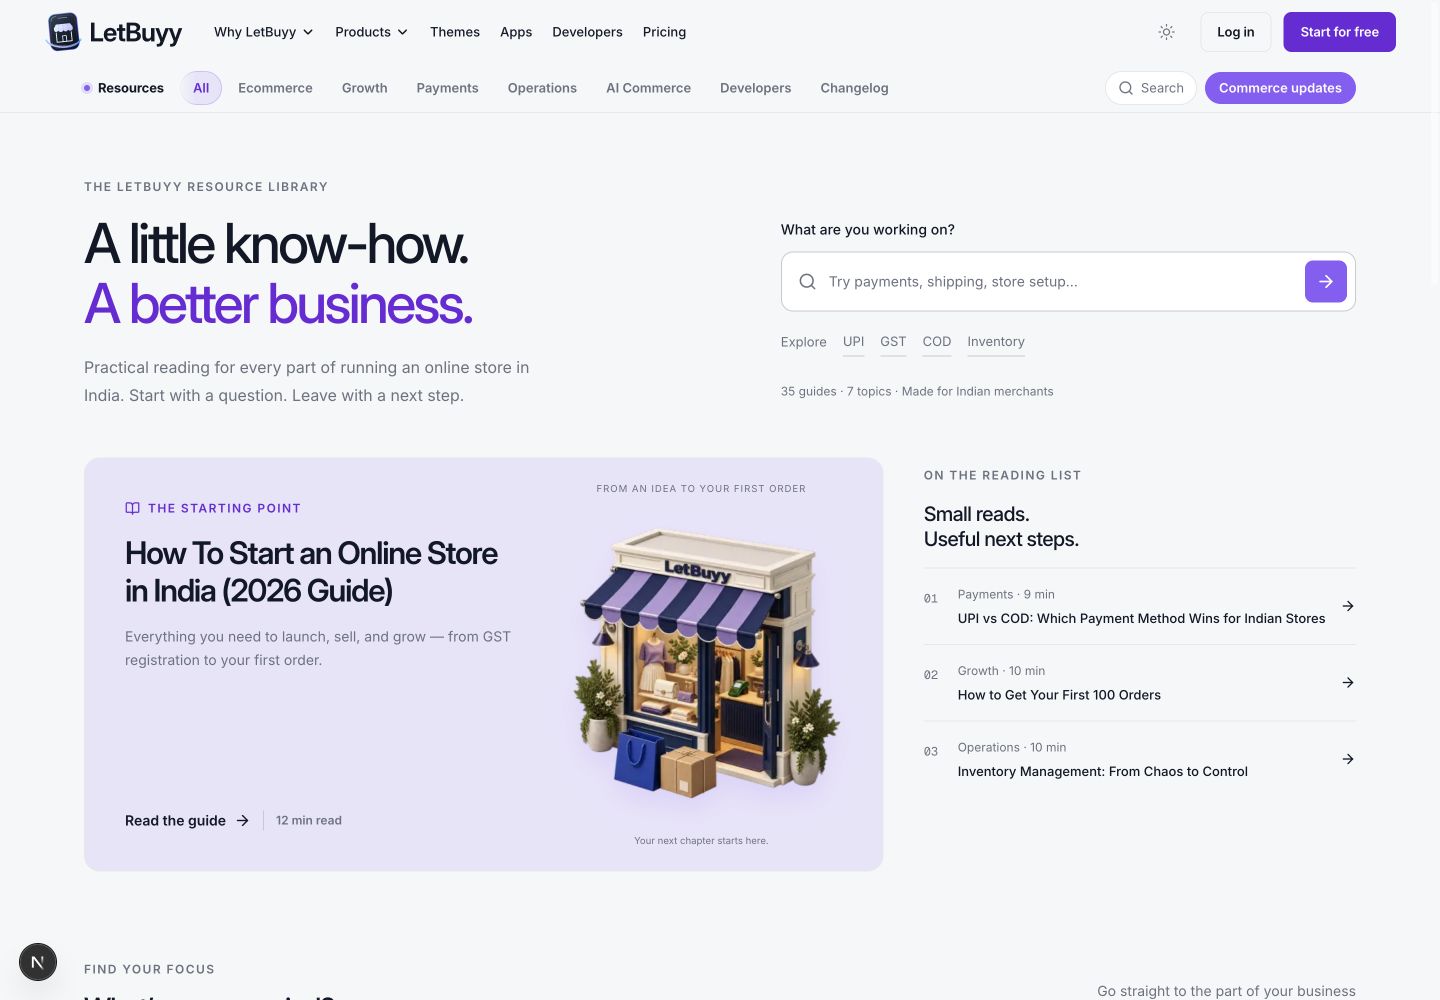 LetBuyy
Why LetBuyy
Products
Themes
Apps
Developers
Pricing
Log in
Start for free
Resources
All
Ecommerce
Growth
Payments
Operations
AI Commerce
Developers
Changelog
Search
Commerce updates
THE LETBUYY RESOURCE LIBRARY
A little know-how.
A better business.
Practical reading for every part of running an online store in
India. Start with a question. Leave with a next step.
What are you working on?
Try payments, shipping, store setup...
Explore UPI GST COD Inventory
35 guides · 7 topics · Made for Indian merchants
THE STARTING POINT
How To Start an Online Store
in India (2026 Guide)
Everything you need to launch, sell, and grow — from GST
registration to your first order.
Read the guide
12 min read
FROM AN IDEA TO YOUR FIRST ORDER
LetBuyy
Your next chapter starts here.
ON THE READING LIST
Small reads.
Useful next steps.
01
Payments · 9 min
UPI vs COD: Which Payment Method Wins for Indian Stores
02
Growth · 10 min
How to Get Your First 100 Orders
03
Operations · 10 min
Inventory Management: From Chaos to Control
N
FIND YOUR FOCUS
Go straight to the part of your business